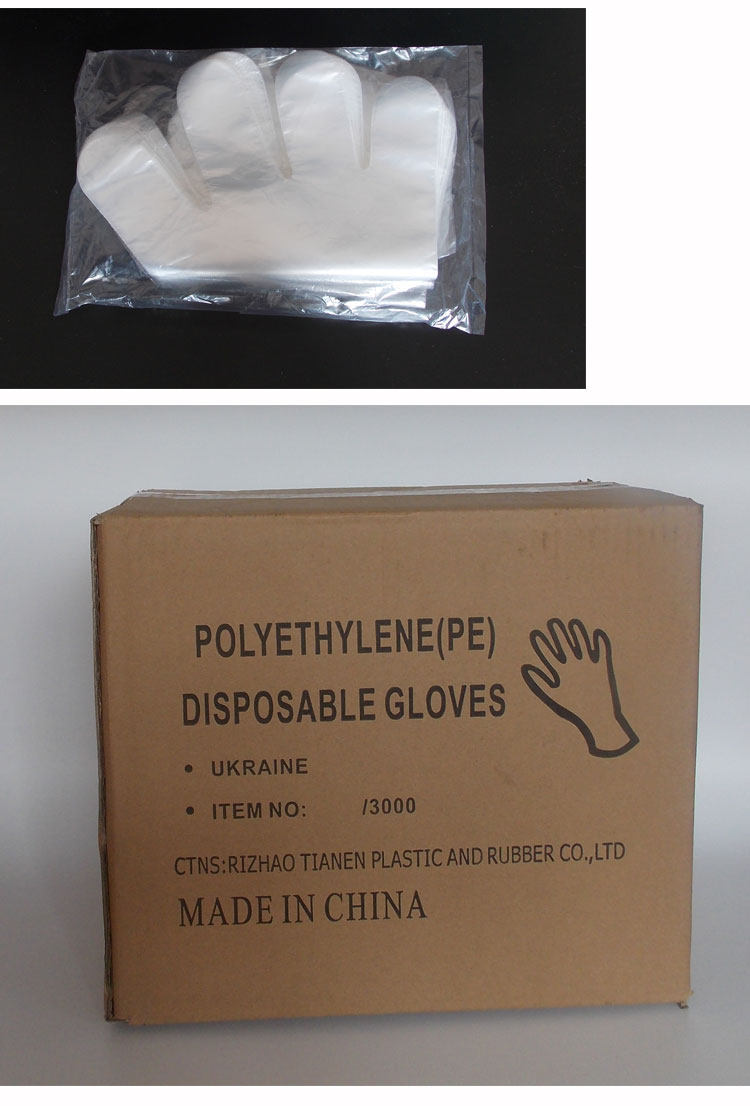 POLYETHYLENE(PE)
DISPOSABLE GLOVES
• UKRAINE
• ITEM NO: /3000
CTNS:RIZHAO TIANEN PLASTIC AND RUBBER CO.,LTD
MADE IN CHINA